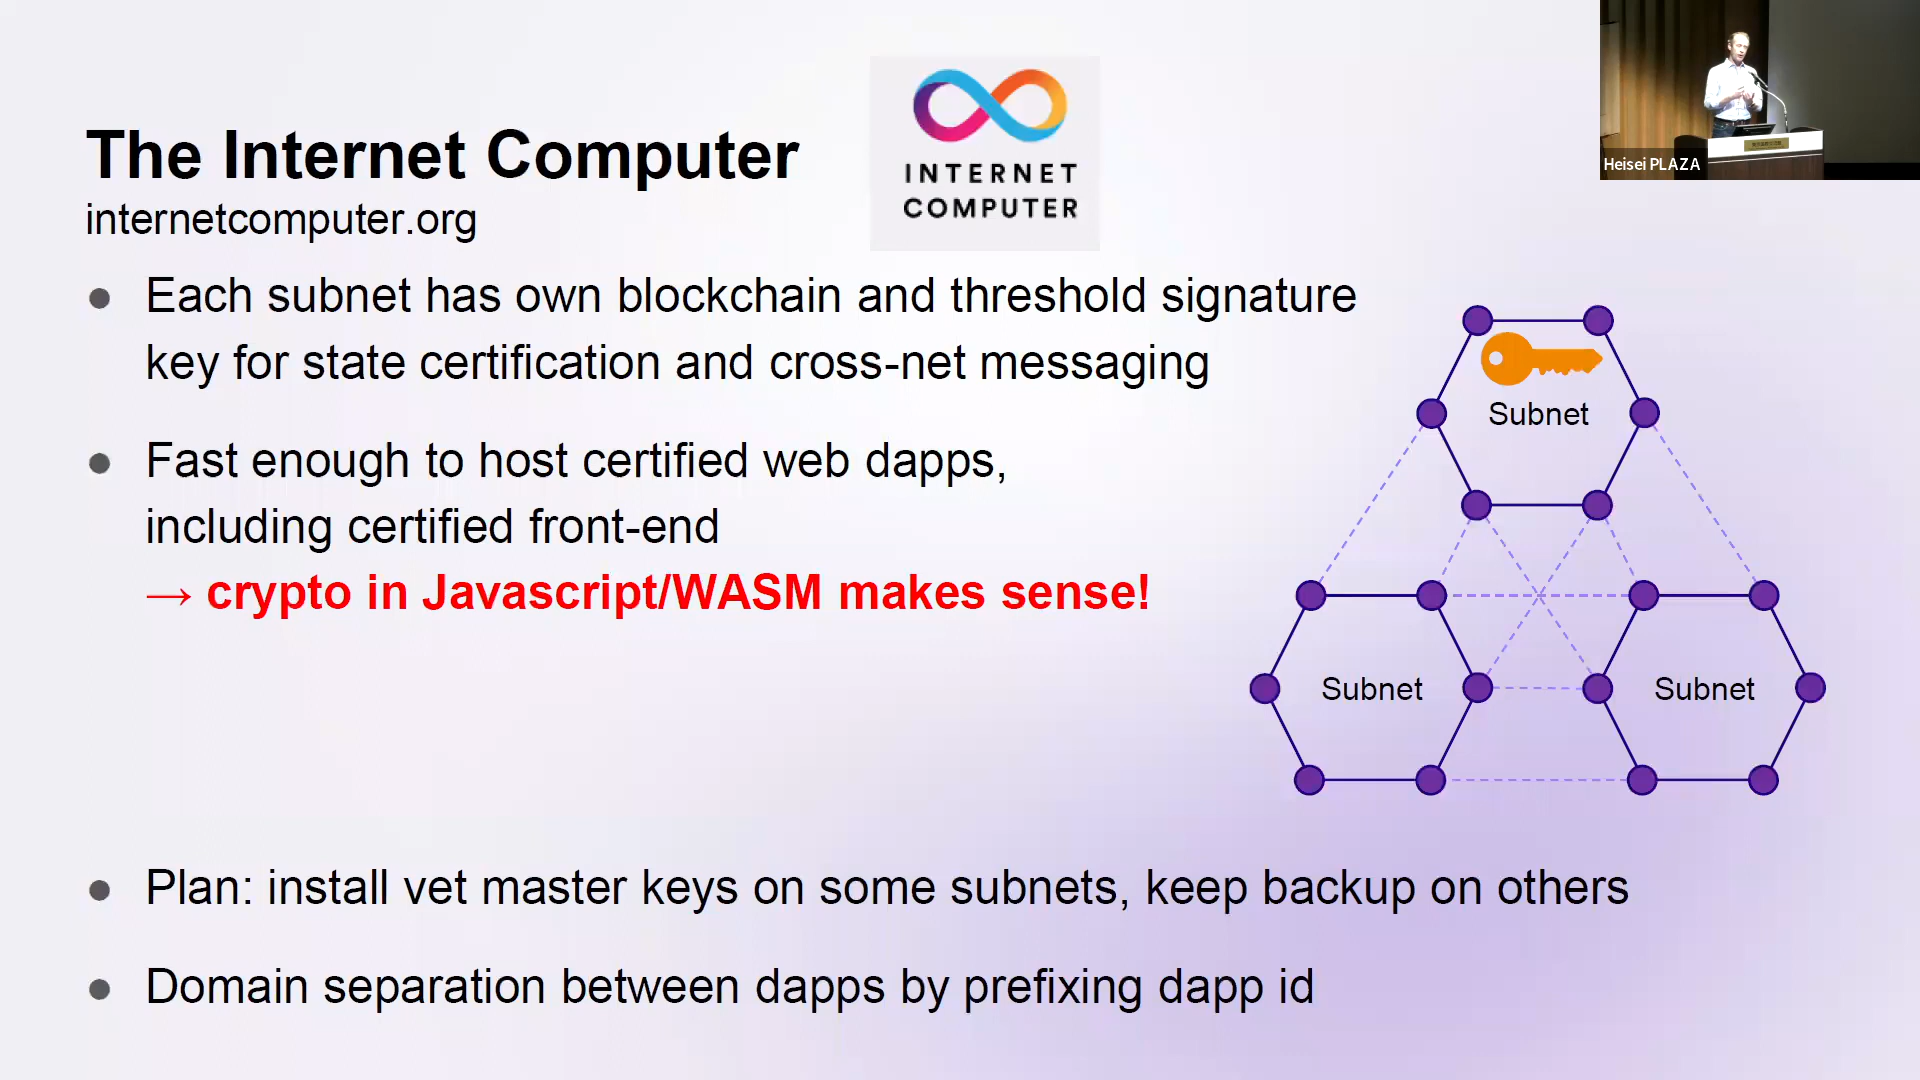 The Internet Computer
internetcomputer.org
INTERNET
COMPUTER
Heisei PLAZA
● Each subnet has own blockchain and threshold signature
key for state certification and cross-net messaging
● Fast enough to host certified web dapps,
including certified front-end
→ crypto in Javascript/WASM makes sense!
Subnet
Subnet
Subnet
● Plan: install vet master keys on some subnets, keep backup on others
● Domain separation between dapps by prefixing dapp id